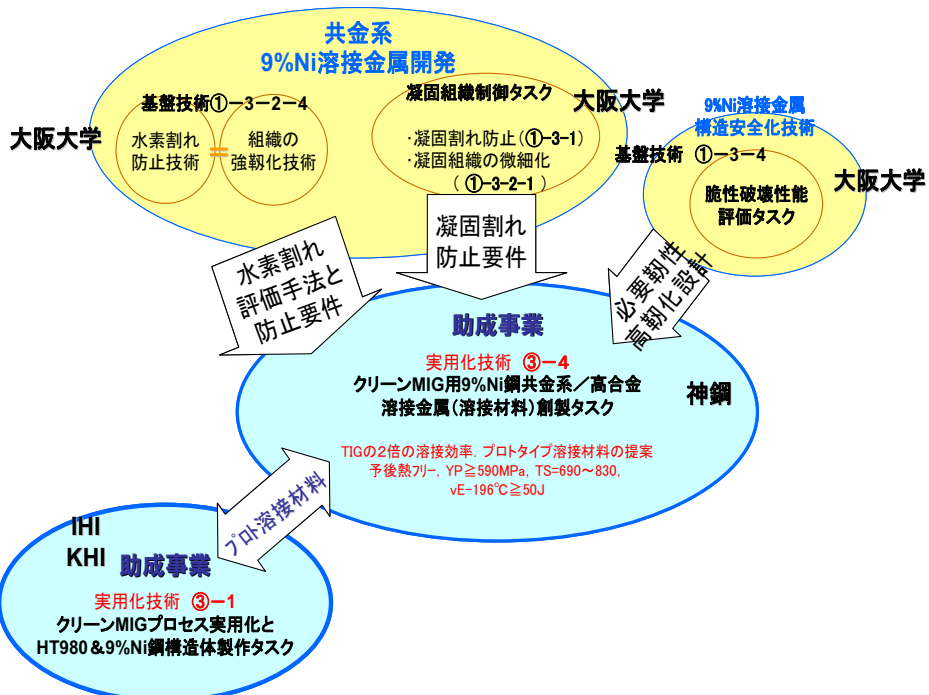 共金系
9%Ni溶接金属開発
大阪大学
基盤技術①-3-2-4
水素割れ
防止技術
=
組織の
強靱化技術
凝固組織制御タスク
・凝固割れ防止(①-3-1)
・凝固組織の微細化
(①-3-2-1)
大阪大学
9%Ni溶接金属
構造安全化技術
基盤技術 ①-3-4
脆性破壊性能
評価タスク
大阪大学
水素割れ
評価手法と
防止要件
凝固割れ
防止要件
必要靭性
高靭化設計
助成事業
実用化技術 ③-4
クリーンMIG用9%Ni鋼共金系/高合金
溶接金属(溶接材料)創製タスク
神鋼
TIGの2倍の溶接効率. プロトタイプ溶接材料の提案
予後熱フリー, YP≧590MPa, TS=690~830,
vE-196℃≧50J
プロト溶接材料
IHI
KHI
助成事業
実用化技術 ③-1
クリーンMIGプロセス実用化と
HT980&9%Ni鋼構造体製作タスク